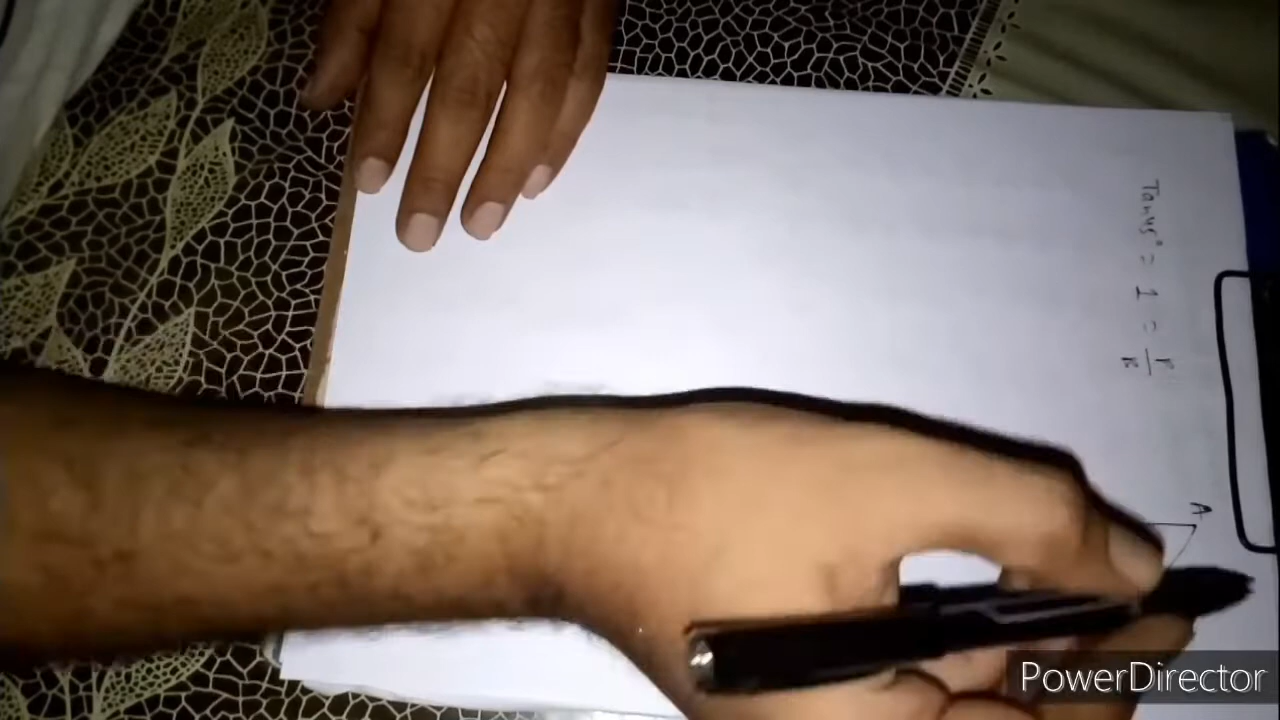 Tan45° = 1 = P/B
A
PowerDirector